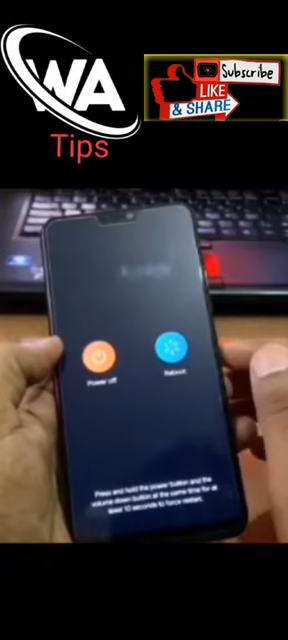 WA
Tips
Subscribe
LIKE
& SHARE
Power off
Reboot
Press and hold the power button and the
volume down button at the same time for at
least 10 seconds to force restart.